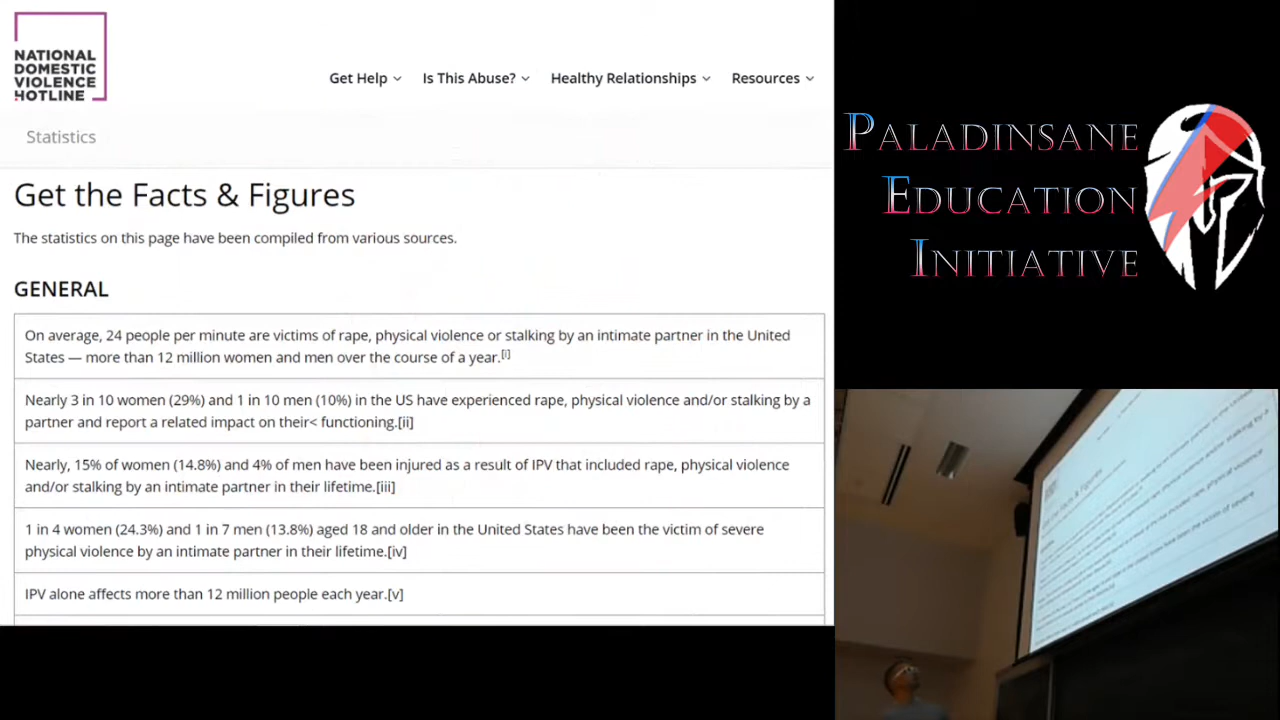 NATIONAL
DOMESTIC
VIOLENCE
HOTLINE
Get Help
Is This Abuse?
Healthy Relationships
Resources
Statistics
Get the Facts & Figures
The statistics on this page have been compiled from various sources.
GENERAL
On average, 24 people per minute are victims of rape, physical violence or stalking by an intimate partner in the United
States — more than 12 million women and men over the course of a year.[i]
Nearly 3 in 10 women (29%) and 1 in 10 men (10%) in the US have experienced rape, physical violence and/or stalking by a
partner and report a related impact on their< functioning.[ii]
Nearly, 15% of women (14.8%) and 4% of men have been injured as a result of IPV that included rape, physical violence
and/or stalking by an intimate partner in their lifetime.[iii]
1 in 4 women (24.3%) and 1 in 7 men (13.8%) aged 18 and older in the United States have been the victim of severe
physical violence by an intimate partner in their lifetime.[iv]
IPV alone affects more than 12 million people each year.[v]
PALADINSANE
EDUCATION
INITIATIVE
Get the Facts & Figures